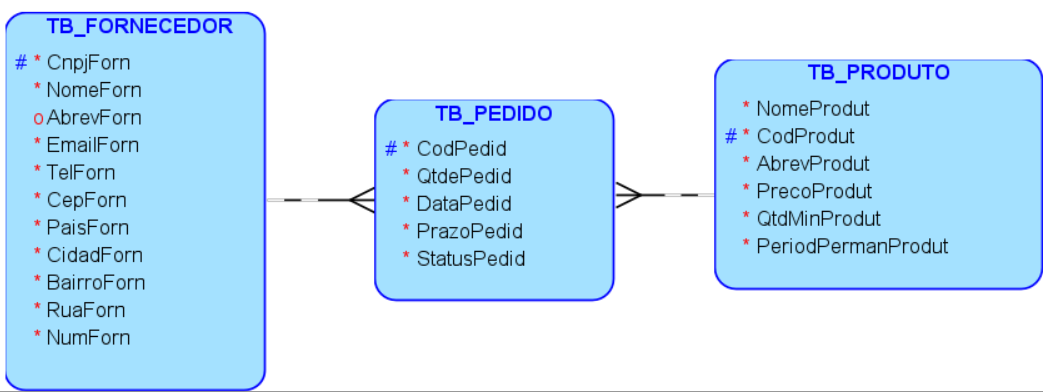 TB_FORNECEDOR
# * CnpjForn
* NomeForn
o AbrevForn
* EmailForn
* TelForn
* CepForn
* PaisForn
* CidadForn
* BairroForn
* RuaForn
* NumForn
TB_PEDIDO
# * CodPedid
* QtdePedid
* DataPedid
* PrazoPedid
* StatusPedid
TB_PRODUTO
* NomeProdut
# * CodProdut
* AbrevProdut
* PrecoProdut
* QtdMinProdut
* PeriodPermanProdut